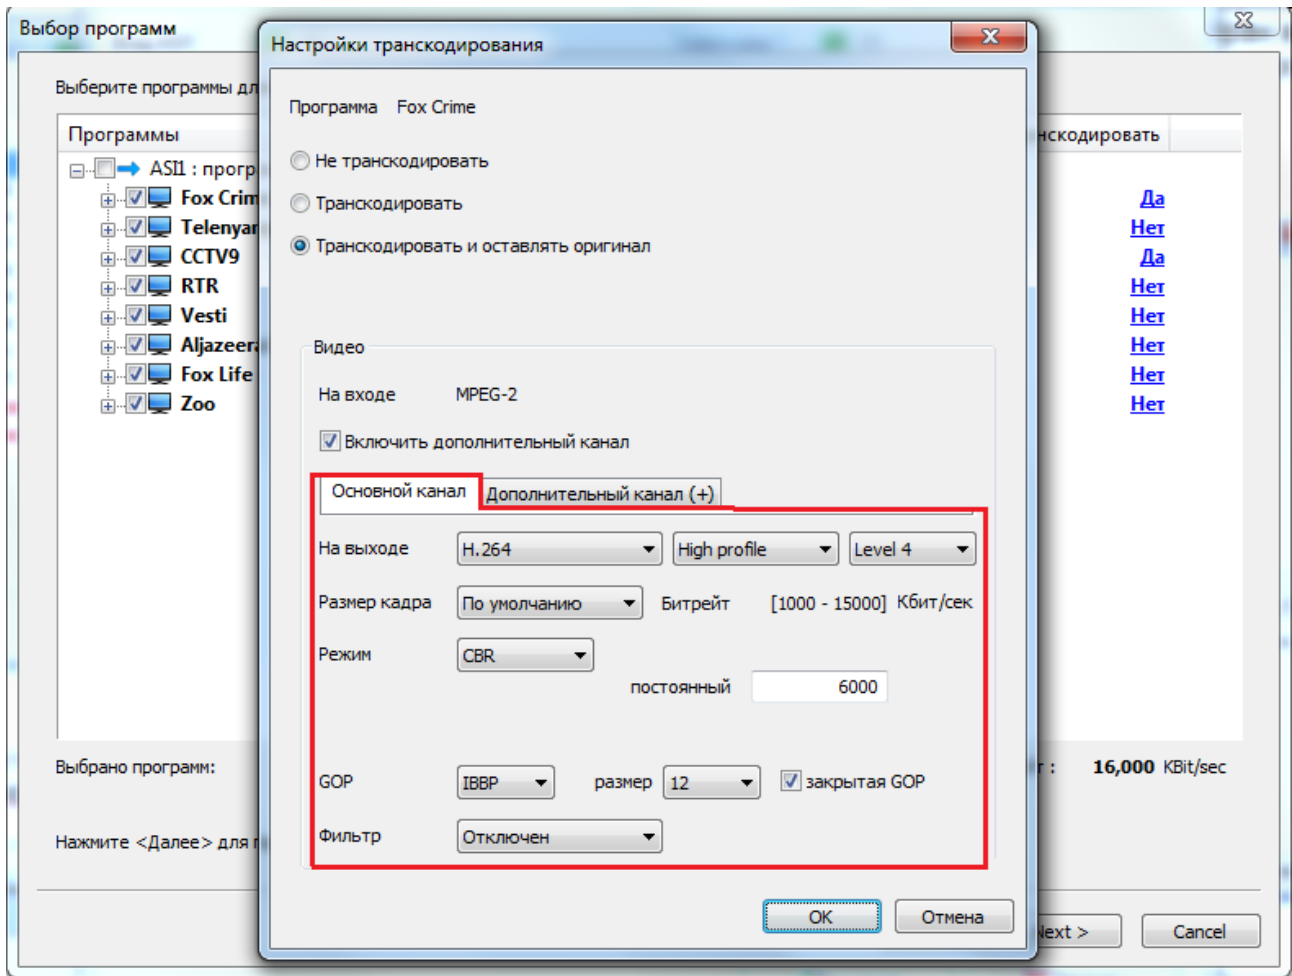 Выбор программ
Настройки транскодирования
Выберите программы дл
Программа Fox Crime
Программы
нскодировать
Не транскодировать
ASI1 : прогр
Fox Crim
Да
Транскодировать
Telenyar
Нет
Транскодировать и оставлять оригинал
CCTV9
Да
RTR
Нет
Vesti
Нет
Aljazeera
Нет
Видео
Fox Life
Нет
На входе MPEG-2
Zoo
Нет
Включить дополнительный канал
Основной канал Дополнительный канал (+)
На выходе H.264 High profile Level 4
Размер кадра По умолчанию Битрейт [1000 - 15000] Кбит/сек
Режим CBR
постоянный 6000
Выбрано программ:
16,000 KBit/sec
GOP IBBP размер 12 закрытая GOP
Фильтр Отключен
Нажмите <Далее> для
OK Отмена
Next > Cancel